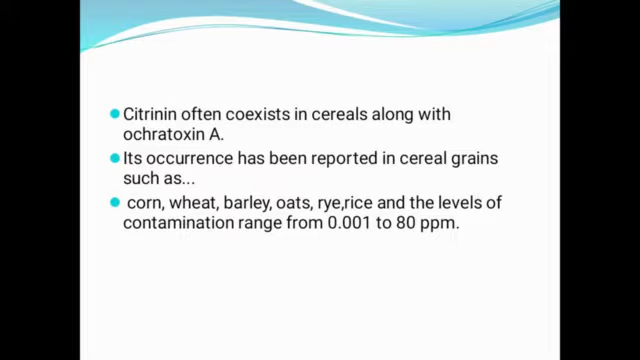 Citrinin often coexists in cereals along with
ochratoxin A.
Its occurrence has been reported in cereal grains
such as...
corn, wheat, barley, oats, rye,rice and the levels of
contamination range from 0.001 to 80 ppm.